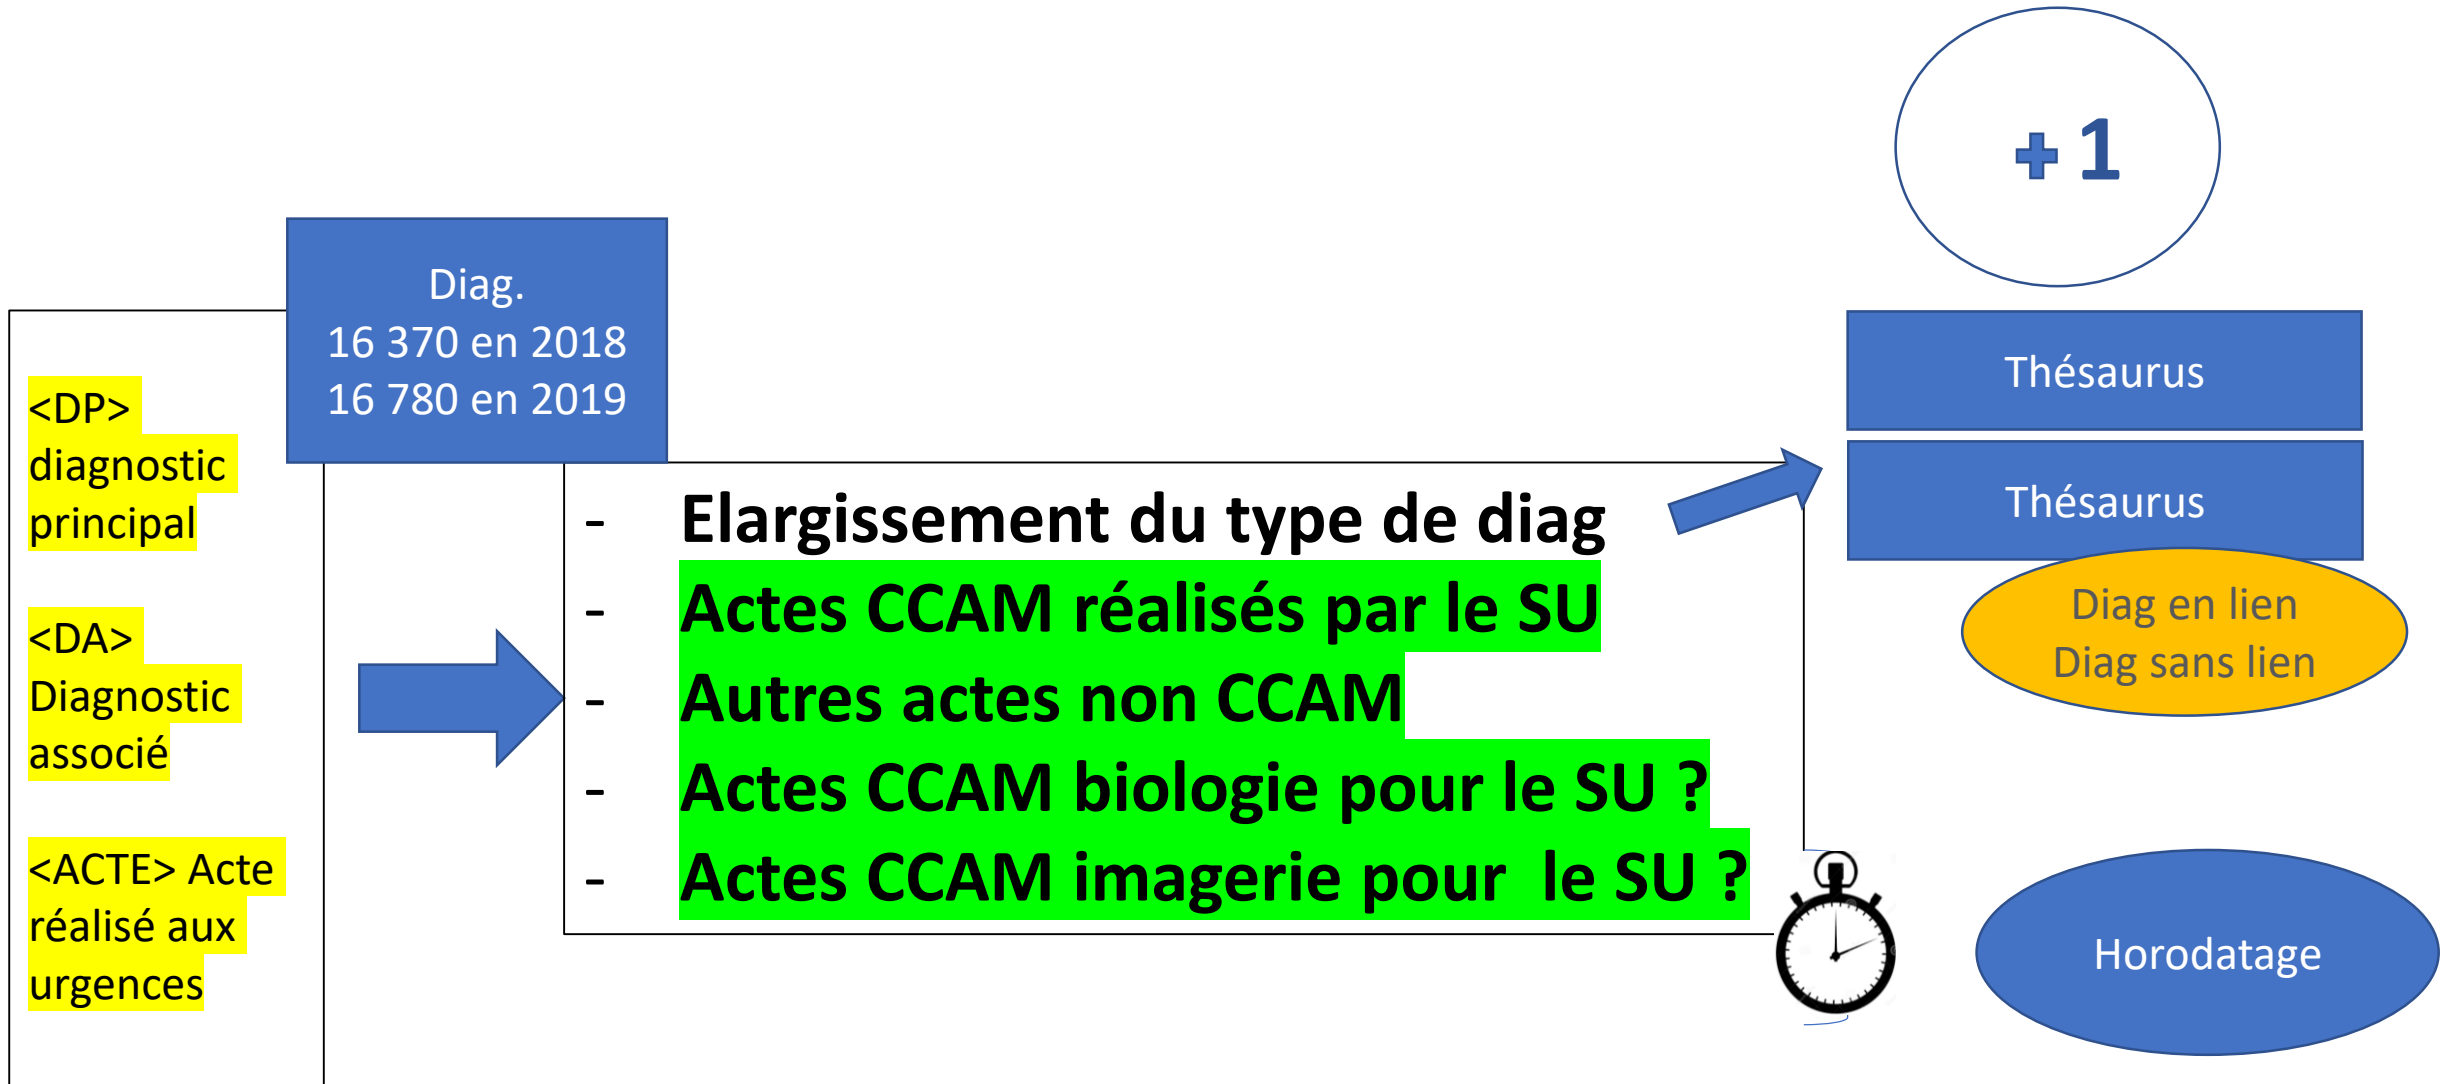 + 1
Diag.
16 370 en 2018
16 780 en 2019
<DP>
diagnostic
principal
<DA>
Diagnostic
associé
<ACTE> Acte
réalisé aux
urgences
- Elargissement du type de diag
- Actes CCAM réalisés par le SU
- Autres actes non CCAM
- Actes CCAM biologie pour le SU ?
- Actes CCAM imagerie pour  le SU ?
Thésaurus
Thésaurus
Diag en lien
Diag sans lien
Horodatage